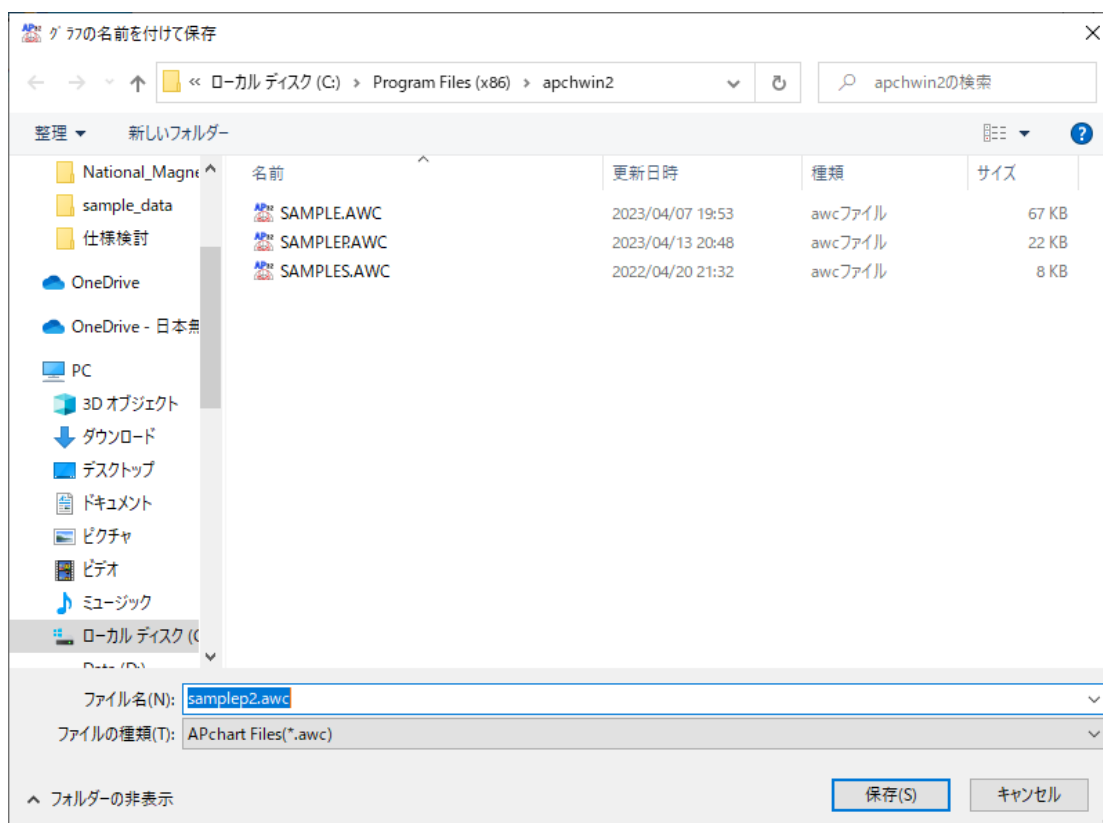 グラフの名前を付けて保存
« ローカル ディスク (C:) › Program Files (x86) › apchwin2
apchwin2の検索
整理
新しいフォルダー
National_Magne
sample_data
仕様検討
OneDrive
OneDrive - 日本無
PC
3D オブジェクト
ダウンロード
デスクトップ
ドキュメント
ピクチャ
ビデオ
ミュージック
ローカル ディスク (C
Data (D:)
名前 更新日時 種類 サイズ
SAMPLE.AWC 2023/04/07 19:53 awcファイル 67 KB
SAMPLEP.AWC 2023/04/13 20:48 awcファイル 22 KB
SAMPLES.AWC 2022/04/20 21:32 awcファイル 8 KB
ファイル名(N): samplep2.awc
ファイルの種類(T): APchart Files(*.awc)
フォルダーの非表示
保存(S)
キャンセル